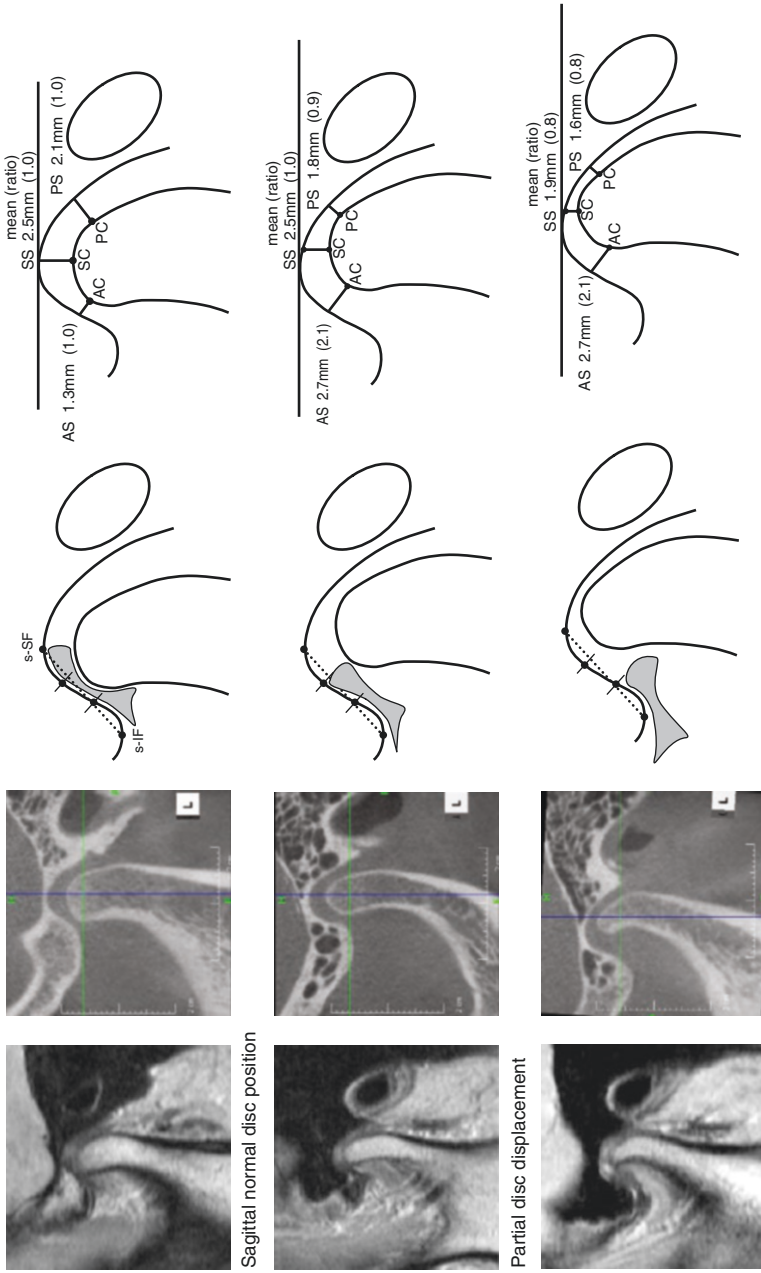 mean (ratio)
SS 2.5mm (1.0)
AS 1.3mm (1.0)
PS 2.1mm (1.0)
SC
AC
PC
s-SF
s-IF
L
H
Sagittal normal disc position
mean (ratio)
SS 2.5mm (1.0)
AS 2.7mm (2.1)
PS 1.8mm (0.9)
SC
AC
PC
L
H
Partial disc displacement
mean (ratio)
SS 1.9mm (0.8)
AS 2.7mm (2.1)
PS 1.6mm (0.8)
SC
AC
PC
L
H